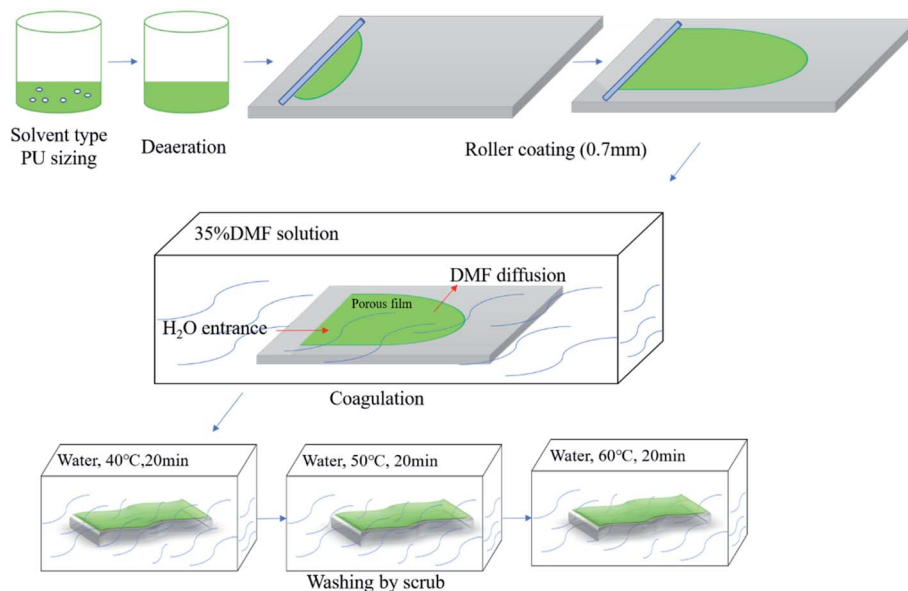 Solvent type
PU sizing
Deaeration
Roller coating (0.7mm)
35%DMF solution
DMF diffusion
Porous film
H₂O entrance
Coagulation
Water, 40℃,20min
Water, 50℃, 20min
Water, 60℃, 20min
Washing by scrub